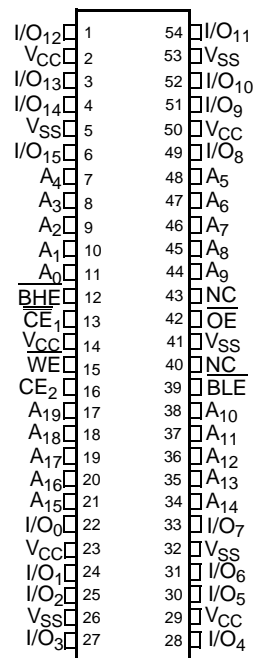 I/O12 1 54 I/O11
VCC 2 53 VSS
I/O13 3 52 I/O10
I/O14 4 51 I/O9
VSS 5 50 VCC
I/O15 6 49 I/O8
A4 7 48 A5
A3 8 47 A6
A2 9 46 A7
A1 10 45 A8
A0 11 44 A9
BHE 12 43 NC
CE1 13 42 OE
VCC 14 41 VSS
WE 15 40 NC
CE2 16 39 BLE
A19 17 38 A10
A18 18 37 A11
A17 19 36 A12
A16 20 35 A13
A15 21 34 A14
I/O0 22 33 I/O7
VCC 23 32 VSS
I/O1 24 31 I/O6
I/O2 25 30 I/O5
VSS 26 29 VCC
I/O3 27 28 I/O4